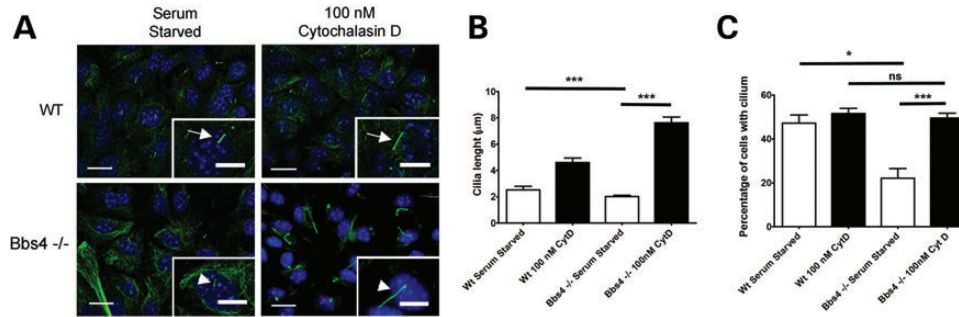 A
Serum
Starved
100 nM
Cytochalasin D
WT
Bbs4 -/-
B
Cilia lenght (µm)
10
8
6
4
2
0
***
***
Wt Serum Starved
Wt 100 nM CytD
Bbs4 -/- Serum Starved
Bbs4 -/- 100nM CytD
C
Percentatge of cells with cilium
60
40
20
0
*
ns
***
Wt Serum Starved
Wt 100 nM CytD
Bbs4 -/- Serum Starved
Bbs4 -/- 100nM Cyt D